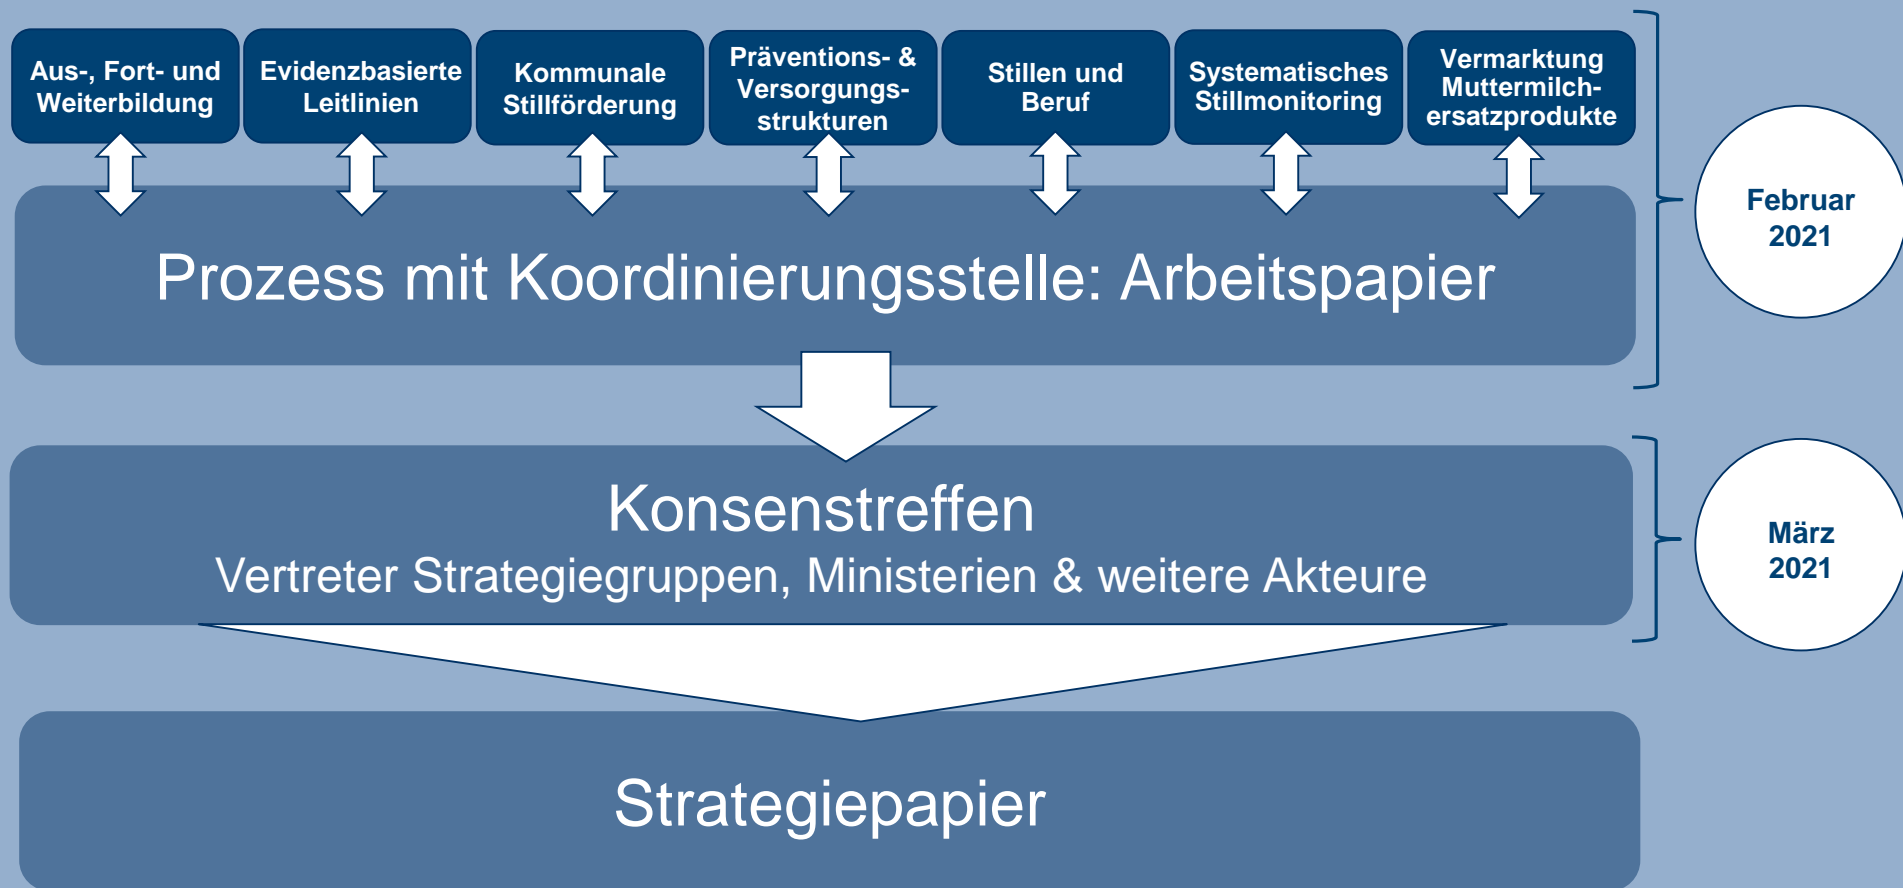 Aus-, Fort- und
Weiterbildung
Evidenzbasierte
Leitlinien
Kommunale
Stillförderung
Präventions- &
Versorgungs-
strukturen
Stillen und
Beruf
Systematisches
Stillmonitoring
Vermarktung
Muttermilch-
ersatzprodukte
Februar
2021
Prozess mit Koordinierungsstelle: Arbeitspapier
Konsenstreffen
Vertreter Strategiegruppen, Ministerien & weitere Akteure
März
2021
Strategiepapier